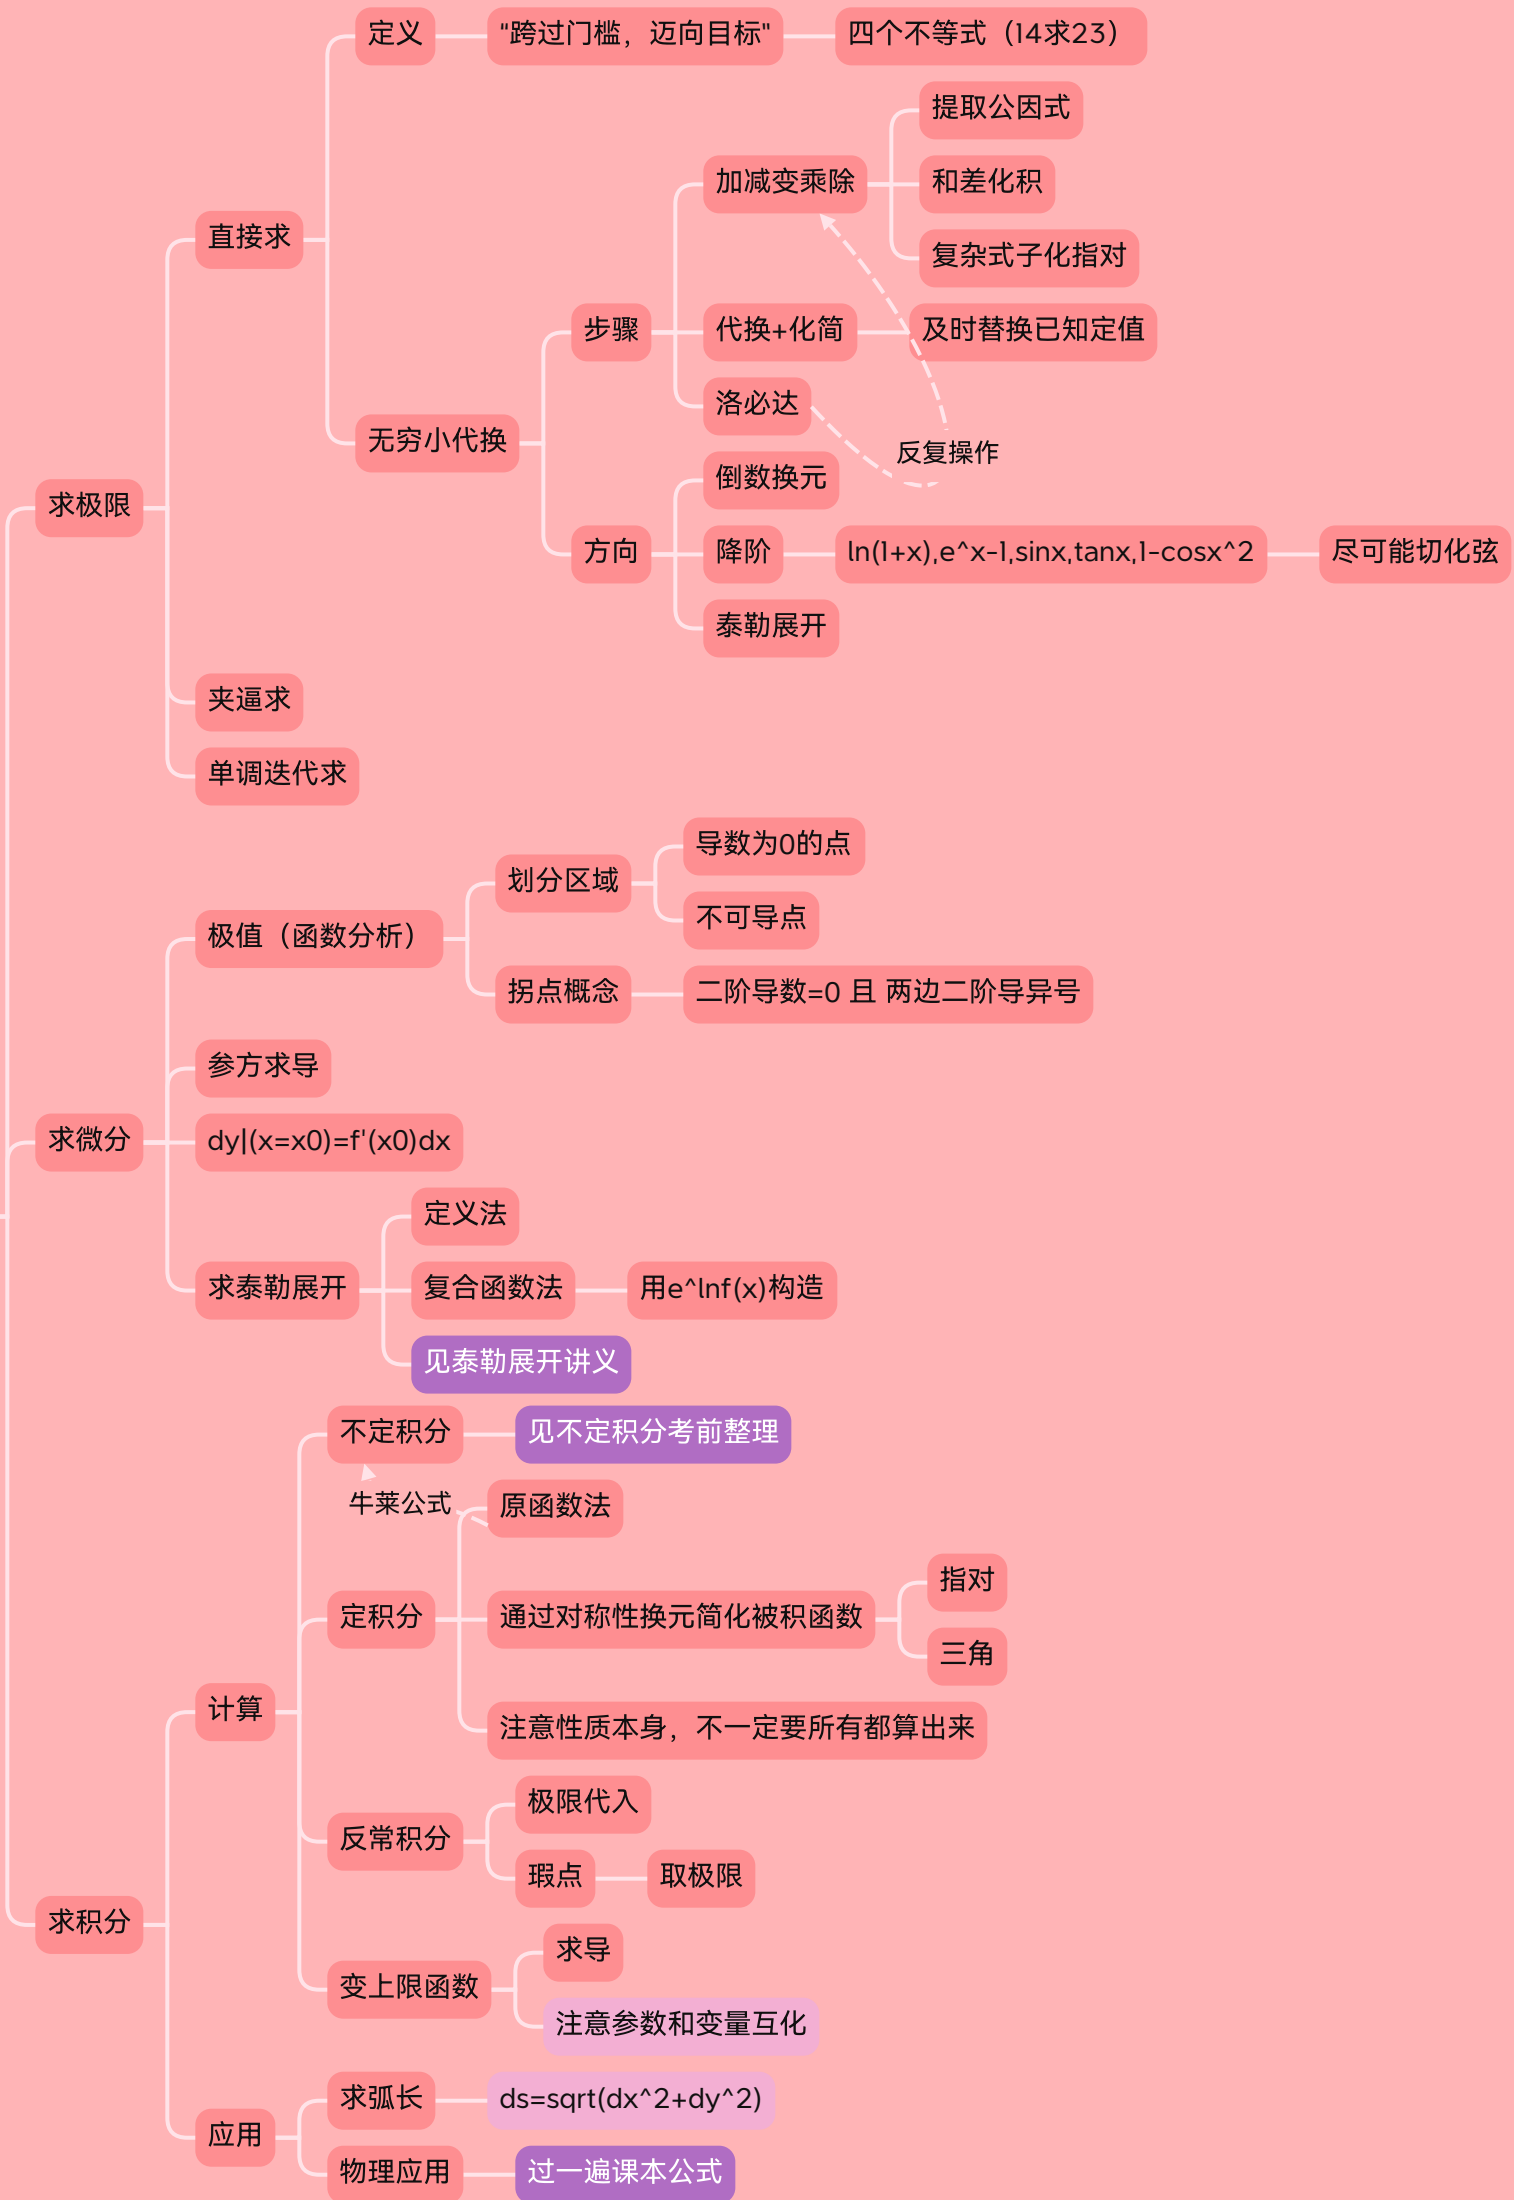 定义
"跨过门槛，迈向目标"
四个不等式（14求23）
提取公因式
加减变乘除
和差化积
直接求
复杂式子化指对
步骤
代换+化简
及时替换已知定值
洛必达
无穷小代换
反复操作
倒数换元
求极限
方向
降阶
ln(1+x),e^x-1,sinx,tanx,1-cosx^2
尽可能切化弦
泰勒展开
夹逼求
单调迭代求
导数为0的点
划分区域
不可导点
极值（函数分析）
拐点概念
二阶导数=0 且 两边二阶导异号
参方求导
求微分
dy|(x=x0)=f'(x0)dx
定义法
求泰勒展开
复合函数法
用e^lnf(x)构造
见泰勒展开讲义
不定积分
见不定积分考前整理
牛莱公式
原函数法
指对
定积分
通过对称性换元简化被积函数
三角
计算
注意性质本身，不一定要所有都算出来
极限代入
反常积分
瑕点
取极限
求积分
求导
变上限函数
注意参数和变量互化
求弧长
ds=sqrt(dx^2+dy^2)
应用
物理应用
过一遍课本公式